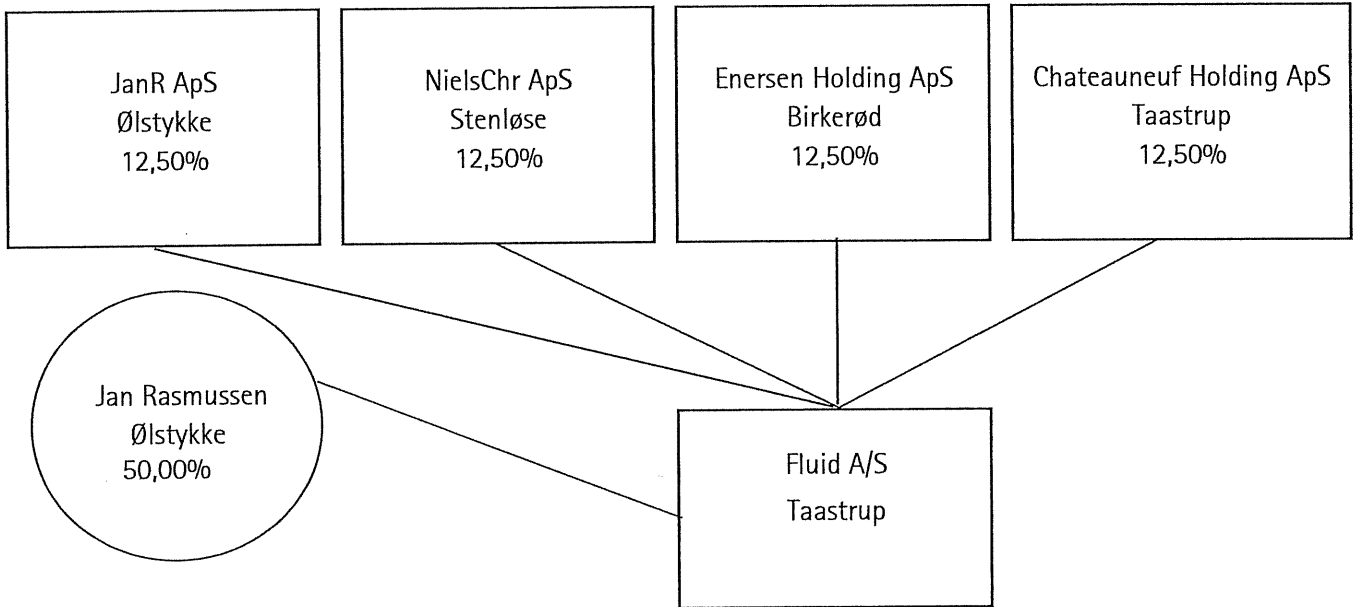 JanR ApS
Ølstykke
12,50%
NielsChr ApS
Stenløse
12,50%
Enersen Holding ApS
Birkerød
12,50%
Chateauneuf Holding ApS
Taastrup
12,50%
Jan Rasmussen
Ølstykke
50,00%
Fluid A/S
Taastrup